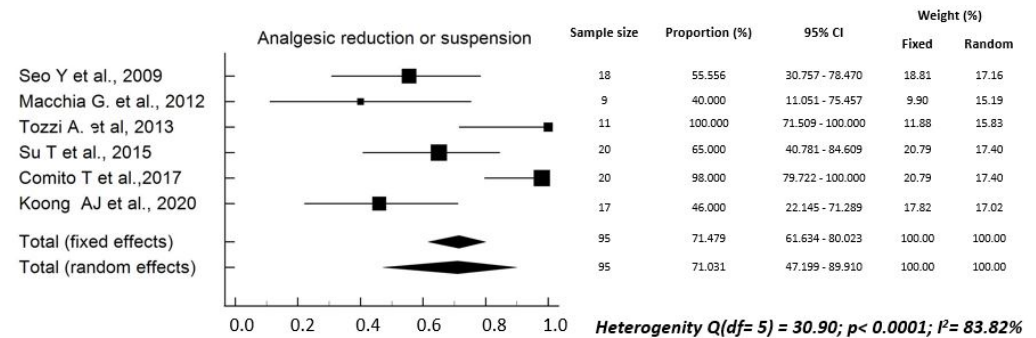 Analgesic reduction or suspension Sample size Proportion (%) 95% CI Weight (%)
Fixed Random
Seo Y et al., 2009 18 55.556 30.757 - 78.470 18.81 17.16
Macchia G. et al., 2012 9 40.000 11.051 - 75.457 9.90 15.19
Tozzi A. et al, 2013 11 100.000 71.509 - 100.000 11.88 15.83
Su T et al., 2015 20 65.000 40.781 - 84.609 20.79 17.40
Comito T et al.,2017 20 98.000 79.722 - 100.000 20.79 17.40
Koong AJ et al., 2020 17 46.000 22.145 - 71.289 17.82 17.02
Total (fixed effects) 95 71.479 61.634 - 80.023 100.00 100.00
Total (random effects) 95 71.031 47.199 - 89.910 100.00 100.00
0.0 0.2 0.4 0.6 0.8 1.0
Heterogenity Q(df= 5) = 30.90; p< 0.0001; I²= 83.82%